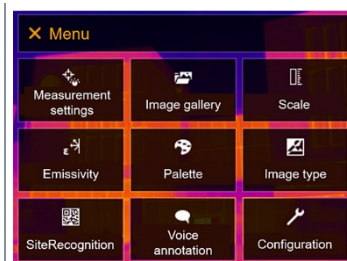 × Menu
Measurement
settings
Image gallery
Scale
ε
Emissivity
Palette
Image type
SiteRecognition
Voice
annotation
Configuration